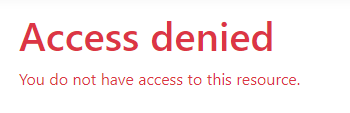 Access denied
You do not have access to this resource.